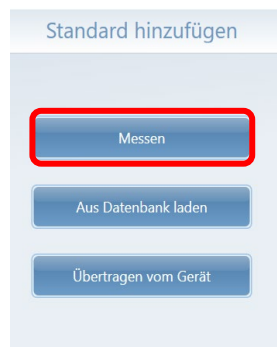 Standard hinzufügen
Messen
Aus Datenbank laden
Übertragen vom Gerät